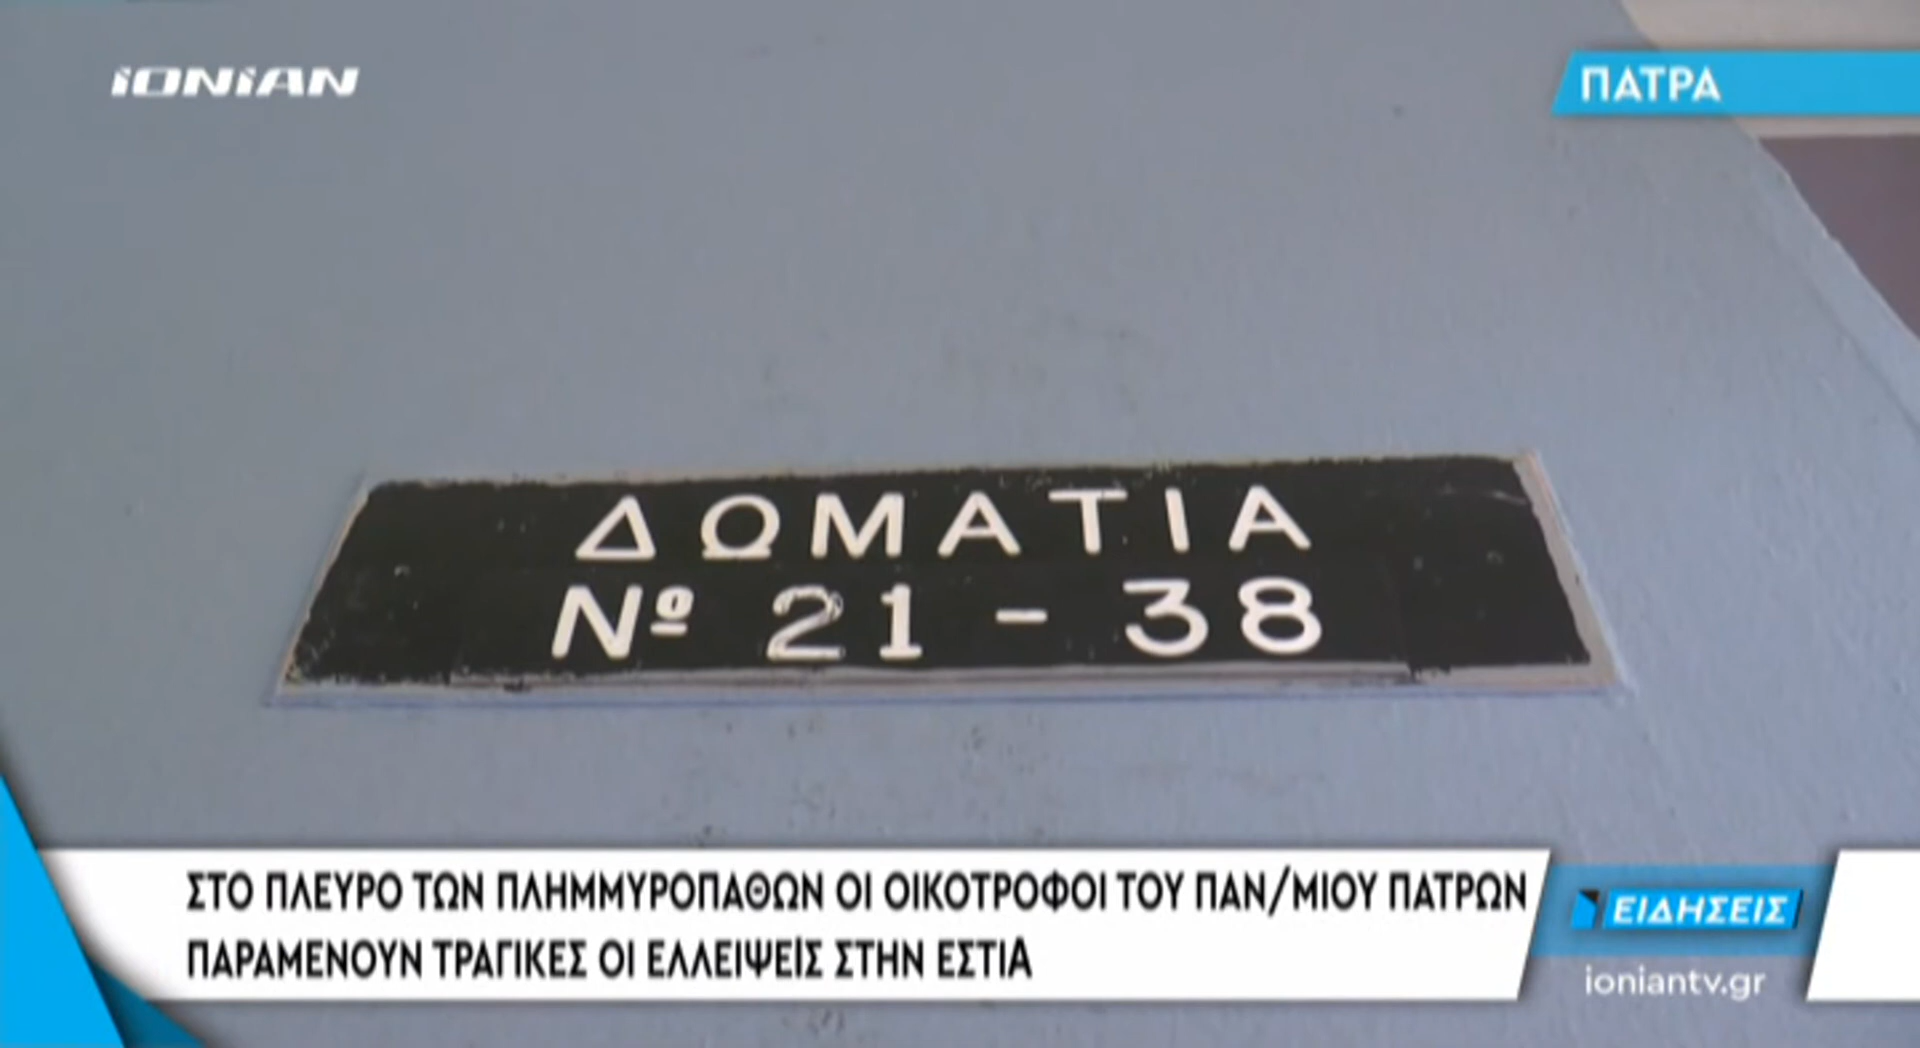 iONiAN
ΠΑΤΡΑ
ΔΩΜΑΤΙΑ
Nº 21 - 38
ΣΤΟ ΠΛΕΥΡΟ ΤΩΝ ΠΛΗΜΜΥΡΟΠΑΘΩΝ ΟΙ ΟΙΚΟΤΡΟΦΟΙ ΤΟΥ ΠΑΝ/ΜΙΟΥ ΠΑΤΡΩΝ
ΠΑΡΑΜΕΝΟΥΝ ΤΡΑΓΙΚΕΣ ΟΙ ΕΛΛΕΙΨΕΙΣ ΣΤΗΝ ΕΣΤΙΑ
ΕΙΔΗΣΕΙΣ
ioniantv.gr